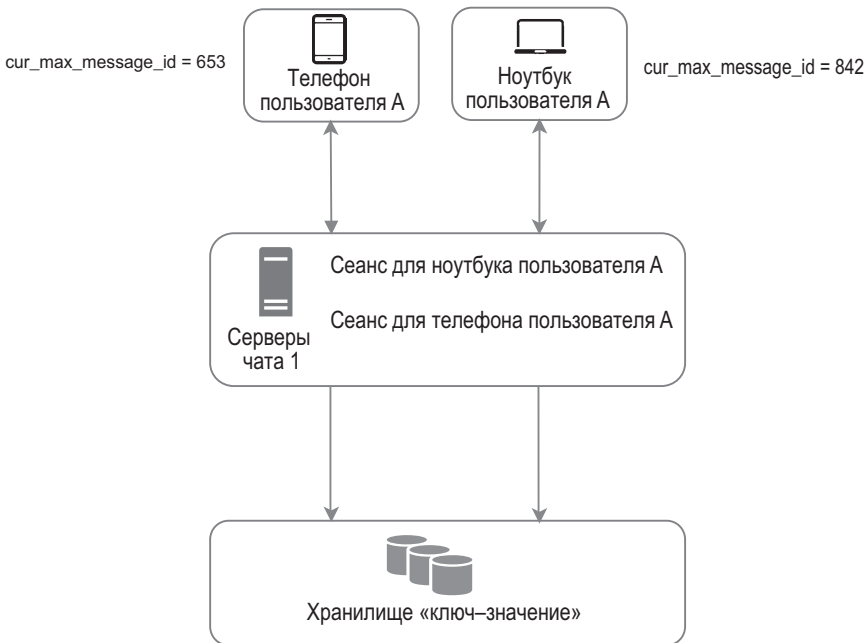 cur_max_message_id = 653
Телефон
пользователя А
Ноутбук
пользователя А
cur_max_message_id = 842
Сеанс для ноутбука пользователя А
Сеанс для телефона пользователя А
Серверы
чата 1
Хранилище «ключ–значение»